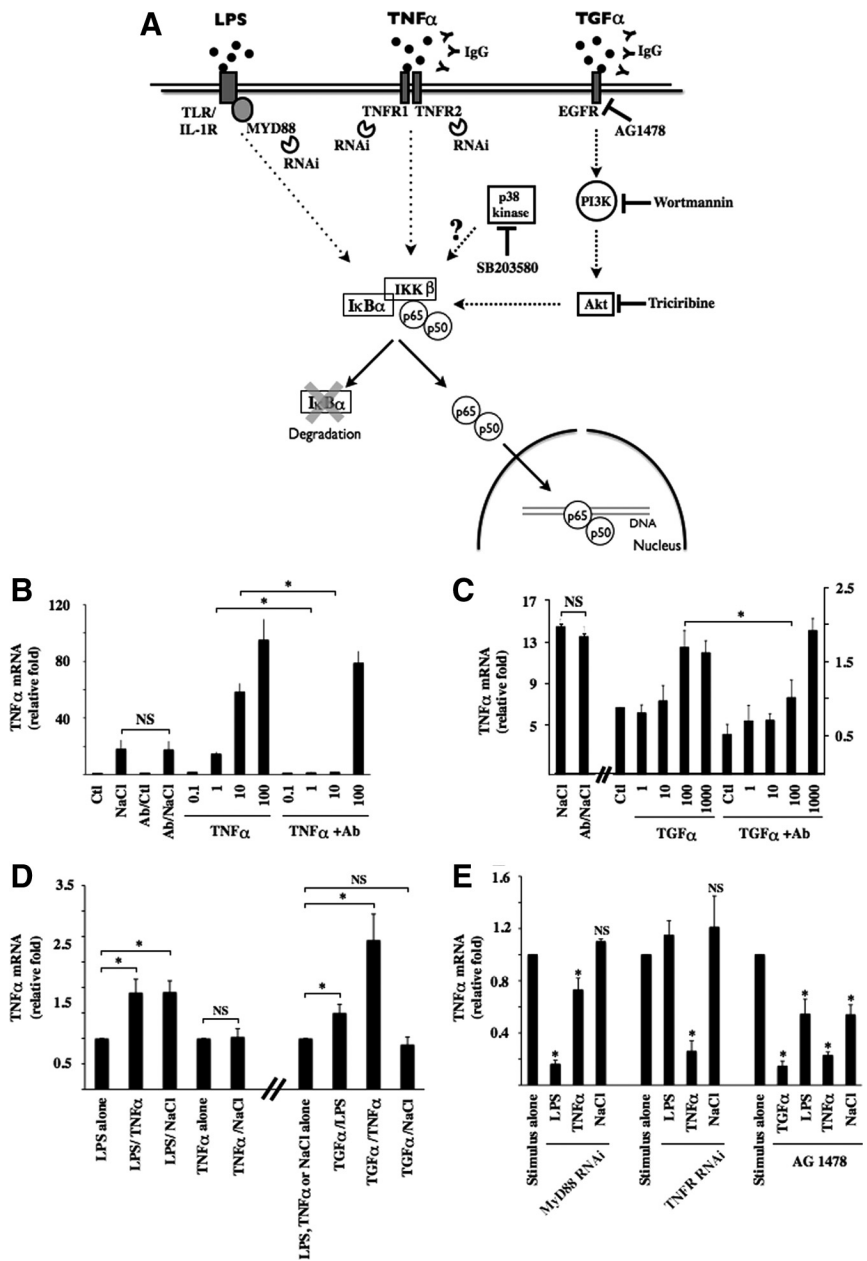 A
LPS
TNFα
TGFα
IgG
IgG
TLR/
IL-1R
MYD88
RNAi
TNFR1
TNFR2
RNAi
RNAi
EGFR
AG1478
p38
kinase
?
SB203580
PI3K
Wortmannin
IKK β
IκBα
p65
p50
Akt
Triciribine
IκBα
Degradation
p65
p50
p65
p50
DNA
Nucleus
B
TNFα mRNA
(relative fold)
120
80
40
NS
*
*
Ctl
NaCl
Ab/Ctl
Ab/NaCl
0.1
1
10
100
0.1
1
10
100
TNFα
TNFα +Ab
C
TNFα mRNA
(relative fold)
17
13
9
5
2.5
2.0
1.5
1.0
0.5
NS
*
NaCl
Ab/NaCl
Ctl
1
10
100
1000
Ctl
1
10
100
1000
TGFα
TGFα +Ab
D
TNFα mRNA
(relative fold)
3.5
2.5
1.5
0.5
*
*
NS
NS
*
*
LPS alone
LPS/ TNFα
LPS/ NaCl
TNFα alone
TNFα /NaCl
LPS, TNFα or NaCl alone
TGFα /LPS
TGFα /TNFα
TGFα /NaCl
E
TNFα mRNA
(relative fold)
1.6
1.2
0.8
0.4
*
*
NS
*
NS
*
*
*
*
Stimulus alone
LPS
TNFα
NaCl
Stimulus alone
LPS
TNFα
NaCl
Stimulus alone
TGFα
LPS
TNFα
NaCl
MyD88 RNAi
TNFR RNAi
AG 1478